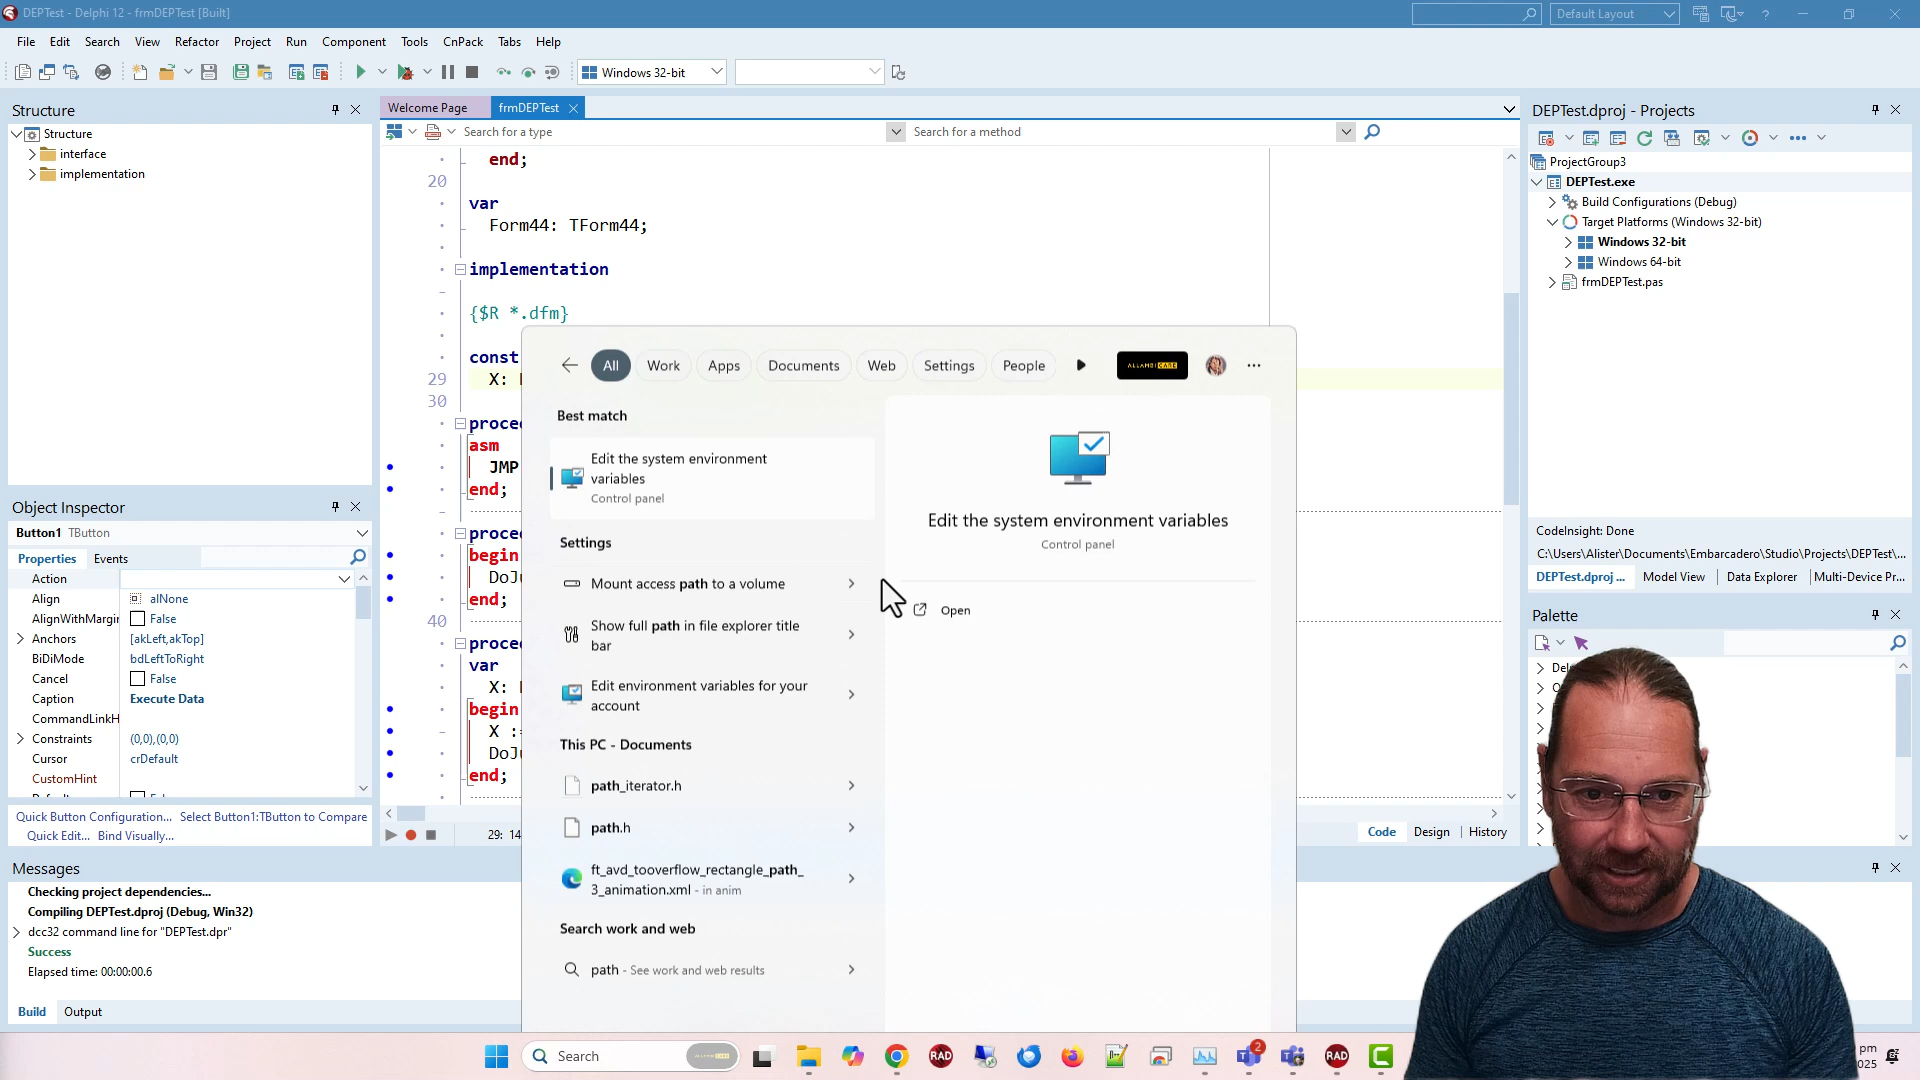 DEPTest - Delphi 12 - frmDEPTest [Built]
Default Layout
File Edit Search View Refactor Project Run Component Tools CnPack Tabs Help
Windows 32-bit
Structure
Structure
interface
implementation
Welcome Page
frmDEPTest
Search for a type
Search for a method
end;
20
var
Form44: TForm44;
implementation
{$R *.dfm}
const
29
X:
30
proced
asm
JMP
end;
begin
DoJu
end;
40
var
X:
begin
X :=
DoJu
end;
29: 14
Code
Design
History
All
Work
Apps
Documents
Web
Settings
People
ALLAMBICARE
Best match
Edit the system environment
variables
Control panel
Settings
Mount access path to a volume
Show full path in file explorer title
bar
Edit environment variables for your
account
This PC - Documents
path_iterator.h
path.h
ft_avd_tooverflow_rectangle_path_
3_animation.xml - in anim
Search work and web
path - See work and web results
Edit the system environment variables
Control panel
Open
DEPTest.dproj - Projects
ProjectGroup3
DEPTest.exe
Build Configurations (Debug)
Target Platforms (Windows 32-bit)
Windows 32-bit
Windows 64-bit
frmDEPTest.pas
CodeInsight: Done
C:\Users\Alister\Documents\Embarcadero\Studio\Projects\DEPTest\...
DEPTest.dproj ...
Model View
Data Explorer
Multi-Device Pr...
Palette
Object Inspector
Button1 TButton
Properties
Events
Action
Align alNone
AlignWithMargi False
Anchors [akLeft,akTop]
BiDiMode bdLeftToRight
Cancel False
Caption Execute Data
CommandLinkH
Constraints (0,0),(0,0)
Cursor crDefault
CustomHint
Quick Button Configuration... Select Button1:TButton to Compare
Quick Edit... Bind Visually...
Messages
Checking project dependencies...
Compiling DEPTest.dproj (Debug, Win32)
dcc32 command line for "DEPTest.dpr"
Success
Elapsed time: 00:00:00.6
Build
Output
Search
RAD
2
RAD
pm